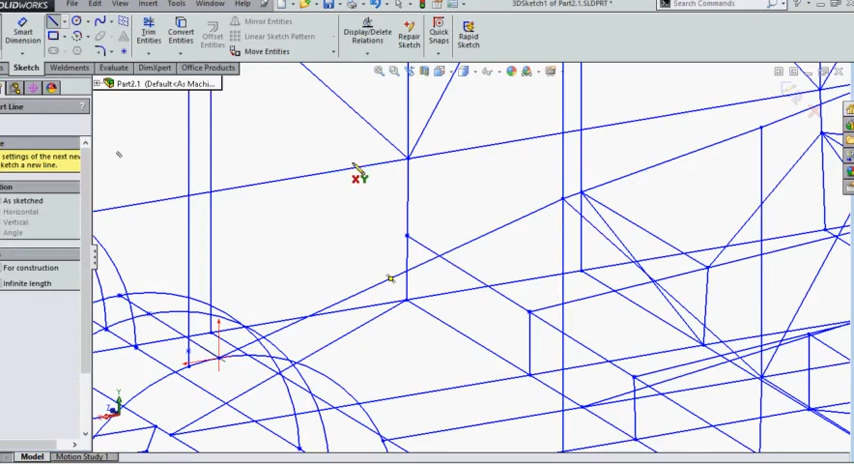 SOLIDWORKS
File Edit View Insert Tools Window Help
3DSketch1 of Part2.1.SLDPRT *
Search Commands
Smart Dimension
Trim Entities
Convert Entities
Offset Entities
Mirror Entities
Linear Sketch Pattern
Move Entities
Display/Delete Relations
Repair Sketch
Quick Snaps
Rapid Sketch
Sketch Weldments Evaluate DimXpert Office Products
Part2.1 (Default<As Machi...
rt Line
?
settings of the next new
sketch a new line.
As sketched
Horizontal
Vertical
Angle
For construction
Infinite length
XY
Y
Z
Model Motion Study 1